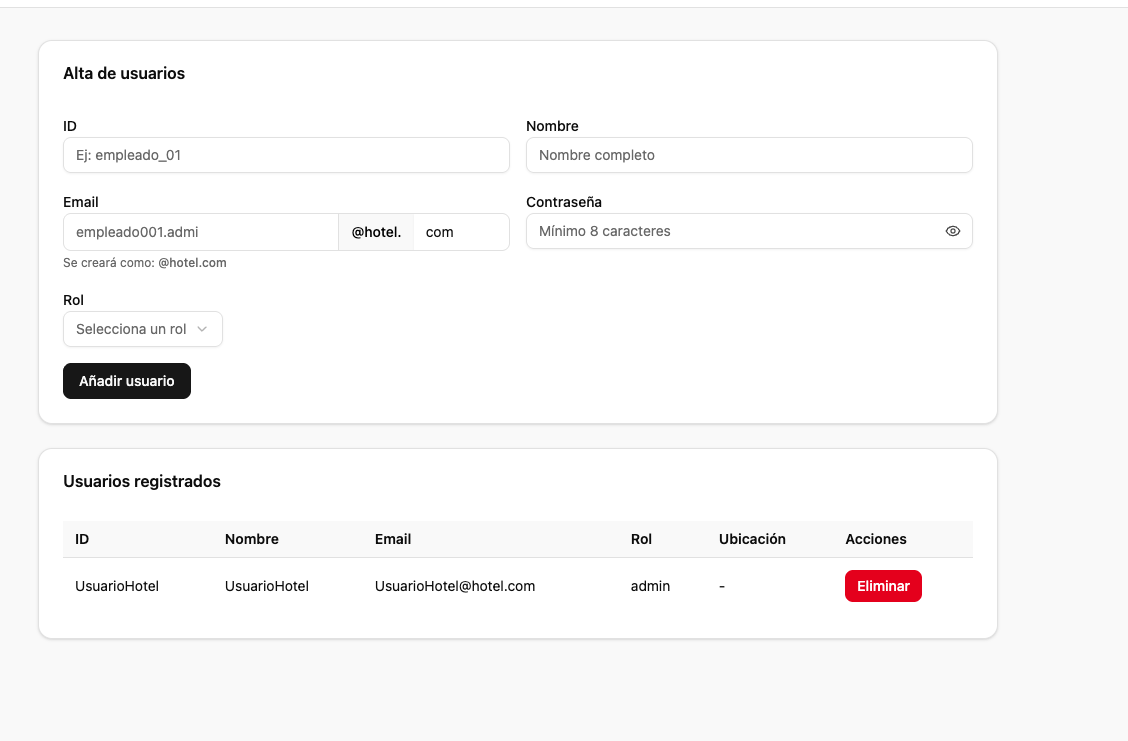 Alta de usuarios
ID
Nombre
Ej: empleado_01
Nombre completo
Email
Contraseña
empleado001.admi @hotel. com
Mínimo 8 caracteres
Se creará como: @hotel.com
Rol
Selecciona un rol
Añadir usuario
Usuarios registrados
ID Nombre Email Rol Ubicación Acciones
UsuarioHotel UsuarioHotel UsuarioHotel@hotel.com admin - Eliminar